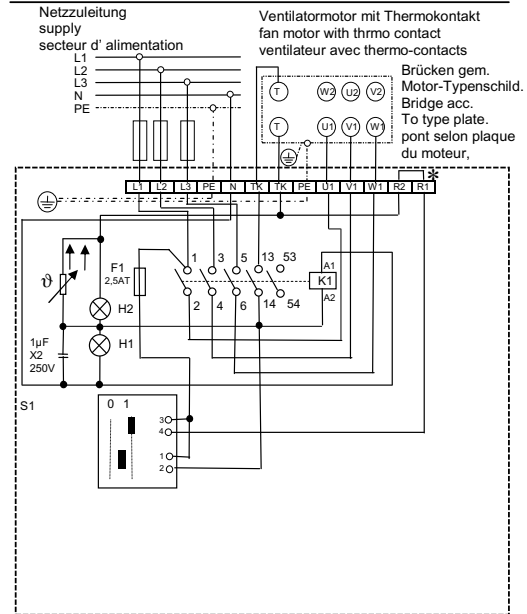 Netzzuleitung
supply
secteur d' alimentation
L1
L2
L3
N
PE
Ventilatormotor mit Thermokontakt
fan motor with thrmo contact
ventilateur avec thermo-contacts
Brücken gem.
Motor-Typenschild.
Bridge acc.
To type plate.
pont selon plaque
du moteur,
T W2 U2 V2
T U1 V1 W1
*
L1 L2 L3 PE N TK TK PE U1 V1 W1 R2 R1
F1
2,5AT
1 3 5 13 53
2 4 6 14 54
A1
K1
A2
ϑ
H2
H1
1µF
X2
250V
S1
0 1
3
4
1
2